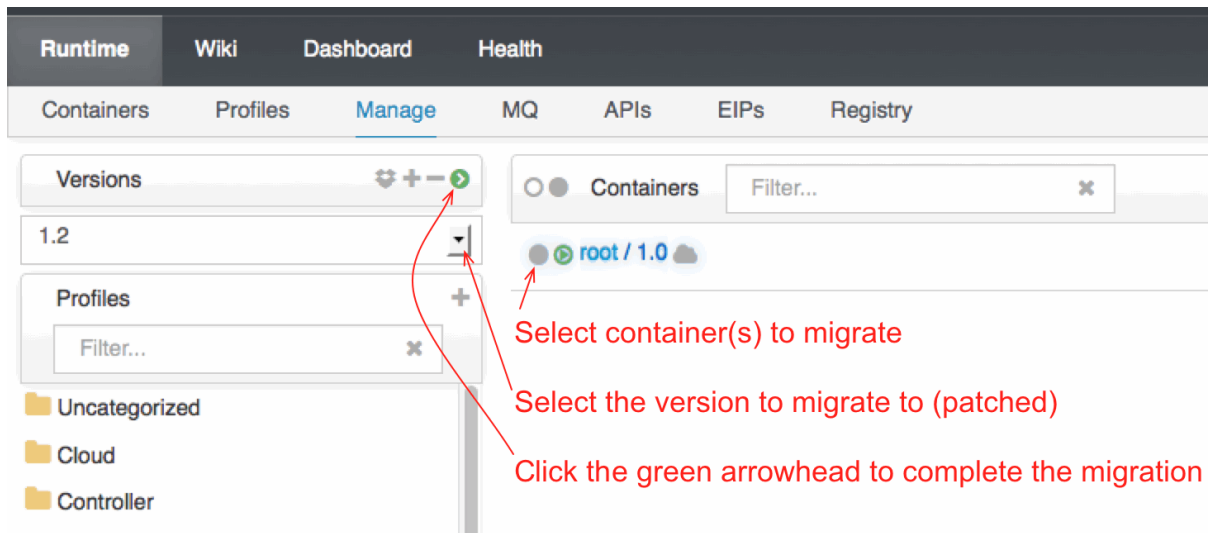 Runtime Wiki Dashboard Health
Containers Profiles Manage MQ APIs EIPs Registry
Versions
Containers Filter...
1.2
root / 1.0
Profiles
Filter...
Uncategorized
Cloud
Controller
Select container(s) to migrate
Select the version to migrate to (patched)
Click the green arrowhead to complete the migration